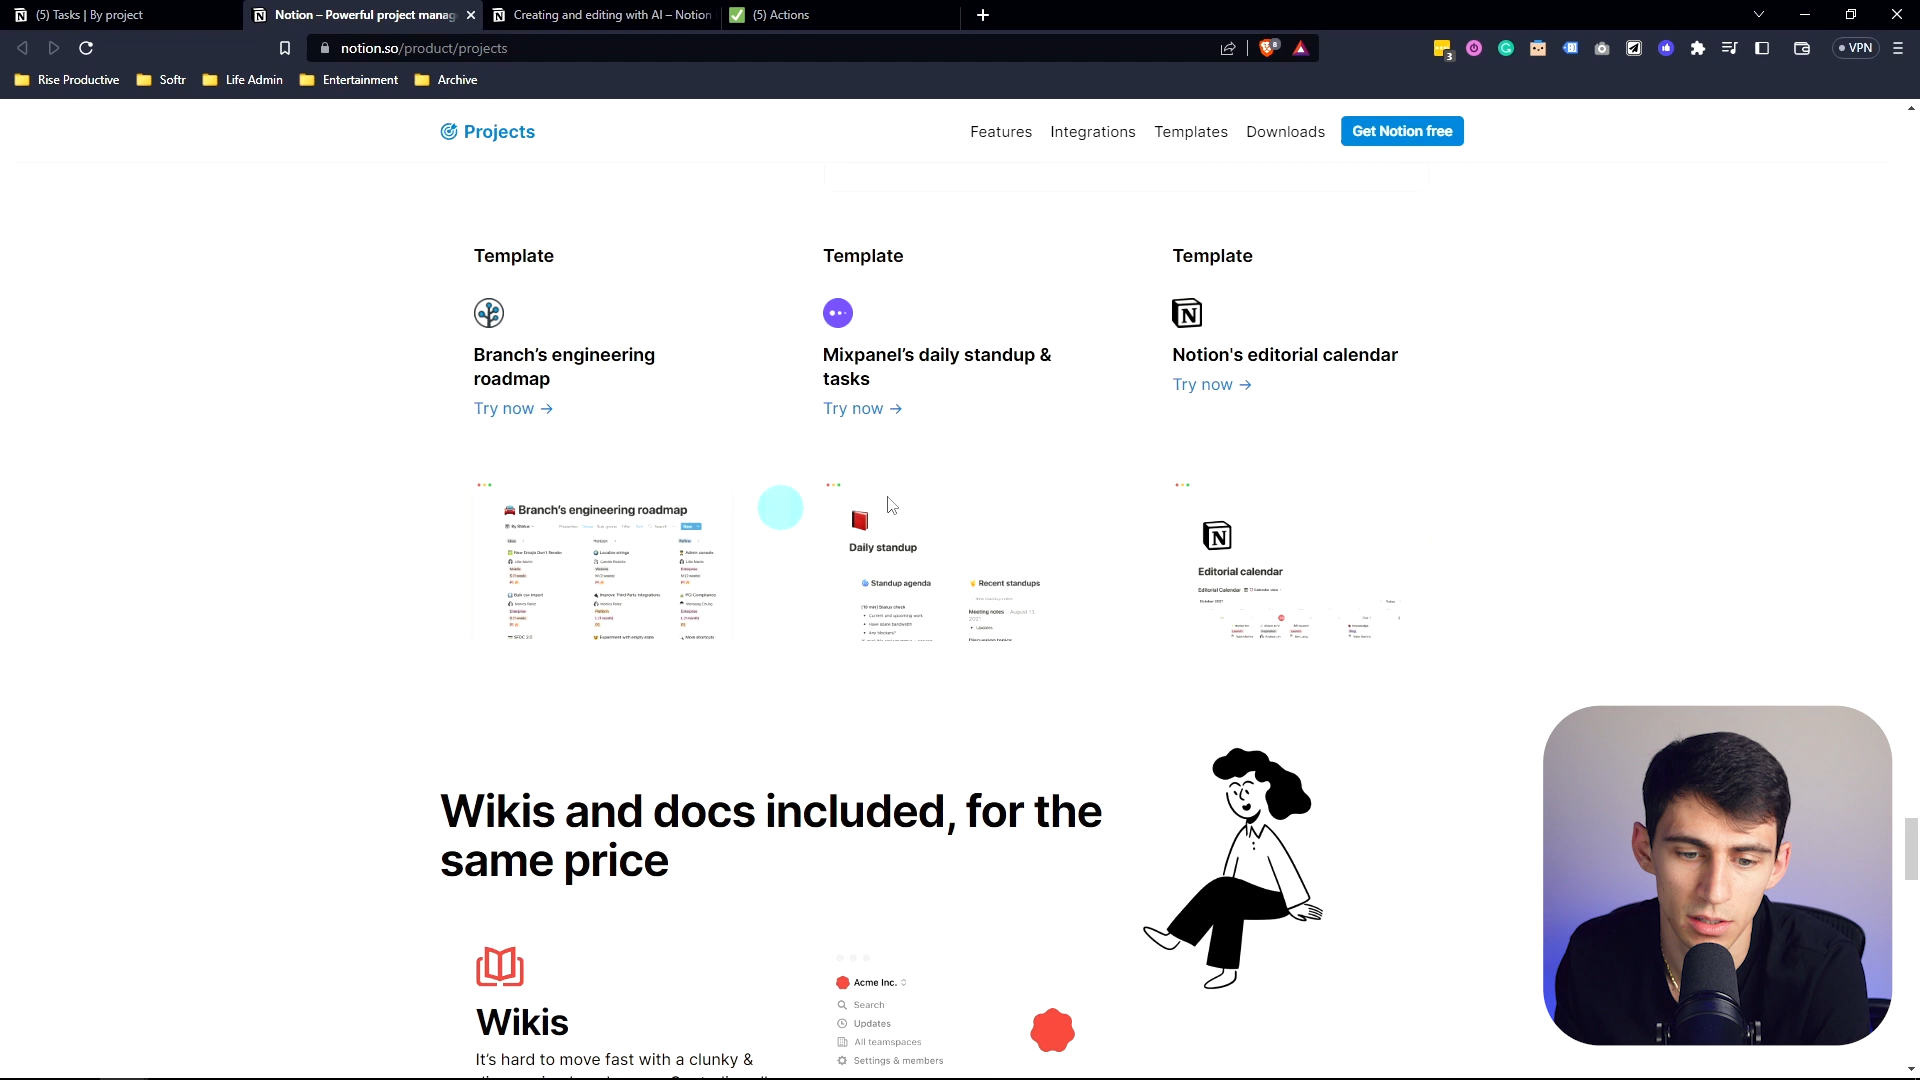 (5) Tasks | By project
Notion – Powerful project manag
Creating and editing with AI – Notion
(5) Actions
notion.so/product/projects
8
3
VPN
Rise Productive
Softr
Life Admin
Entertainment
Archive
Projects
Features
Integrations
Templates
Downloads
Get Notion free
Template
Template
Template
Branch's engineering
roadmap
Try now →
Mixpanel's daily standup &
tasks
Try now →
Notion's editorial calendar
Try now →
Branch's engineering roadmap
Daily standup
Standup agenda
Recent standups
Editorial calendar
Editorial Calendar
Wikis and docs included, for the
same price
Wikis
It's hard to move fast with a clunky &
Acme Inc.
Search
Updates
All teamspaces
Settings & members